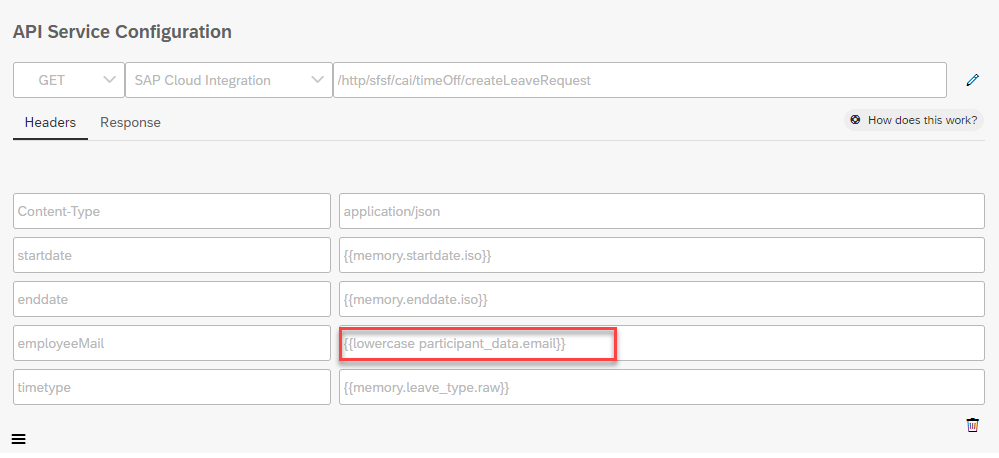 API Service Configuration
GET SAP Cloud Integration /http/sfsf/cai/timeOff/createLeaveRequest
Headers Response How does this work?
Content-Type application/json
startdate {{memory.startdate.iso}}
enddate {{memory.enddate.iso}}
employeeMail {{lowercase participant_data.email}}
timetype {{memory.leave_type.raw}}